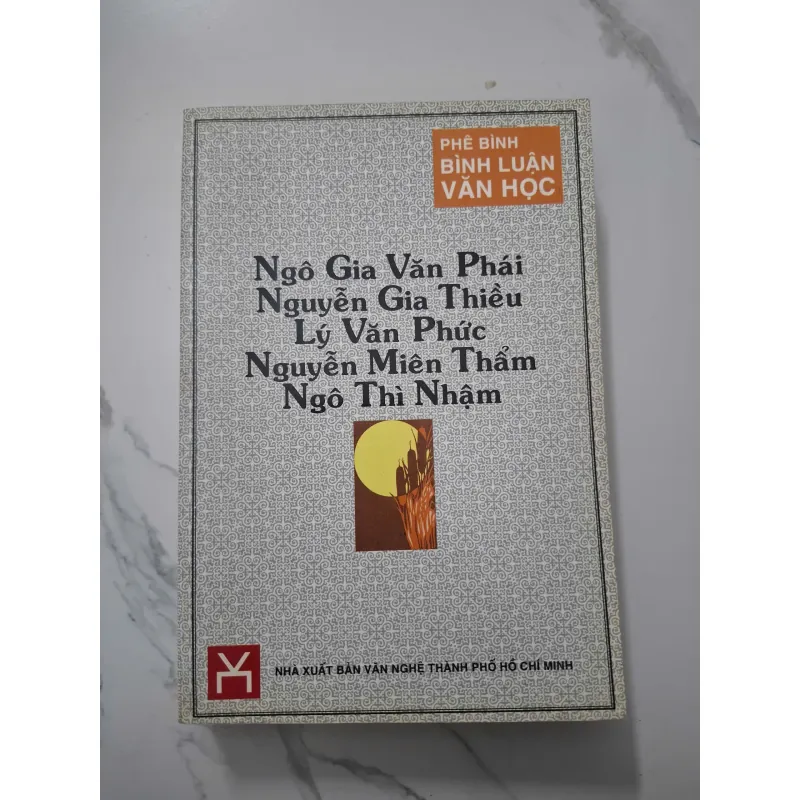 PHÊ BÌNH
BÌNH LUẬN
VĂN HỌC
Ngô Gia Văn Phái
Nguyễn Gia Thiều
Lý Văn Phức
Nguyễn Miên Thẩm
Ngô Thì Nhậm
NHÀ XUẤT BẢN VĂN NGHỆ THÀNH PHỐ HỒ CHÍ MINH